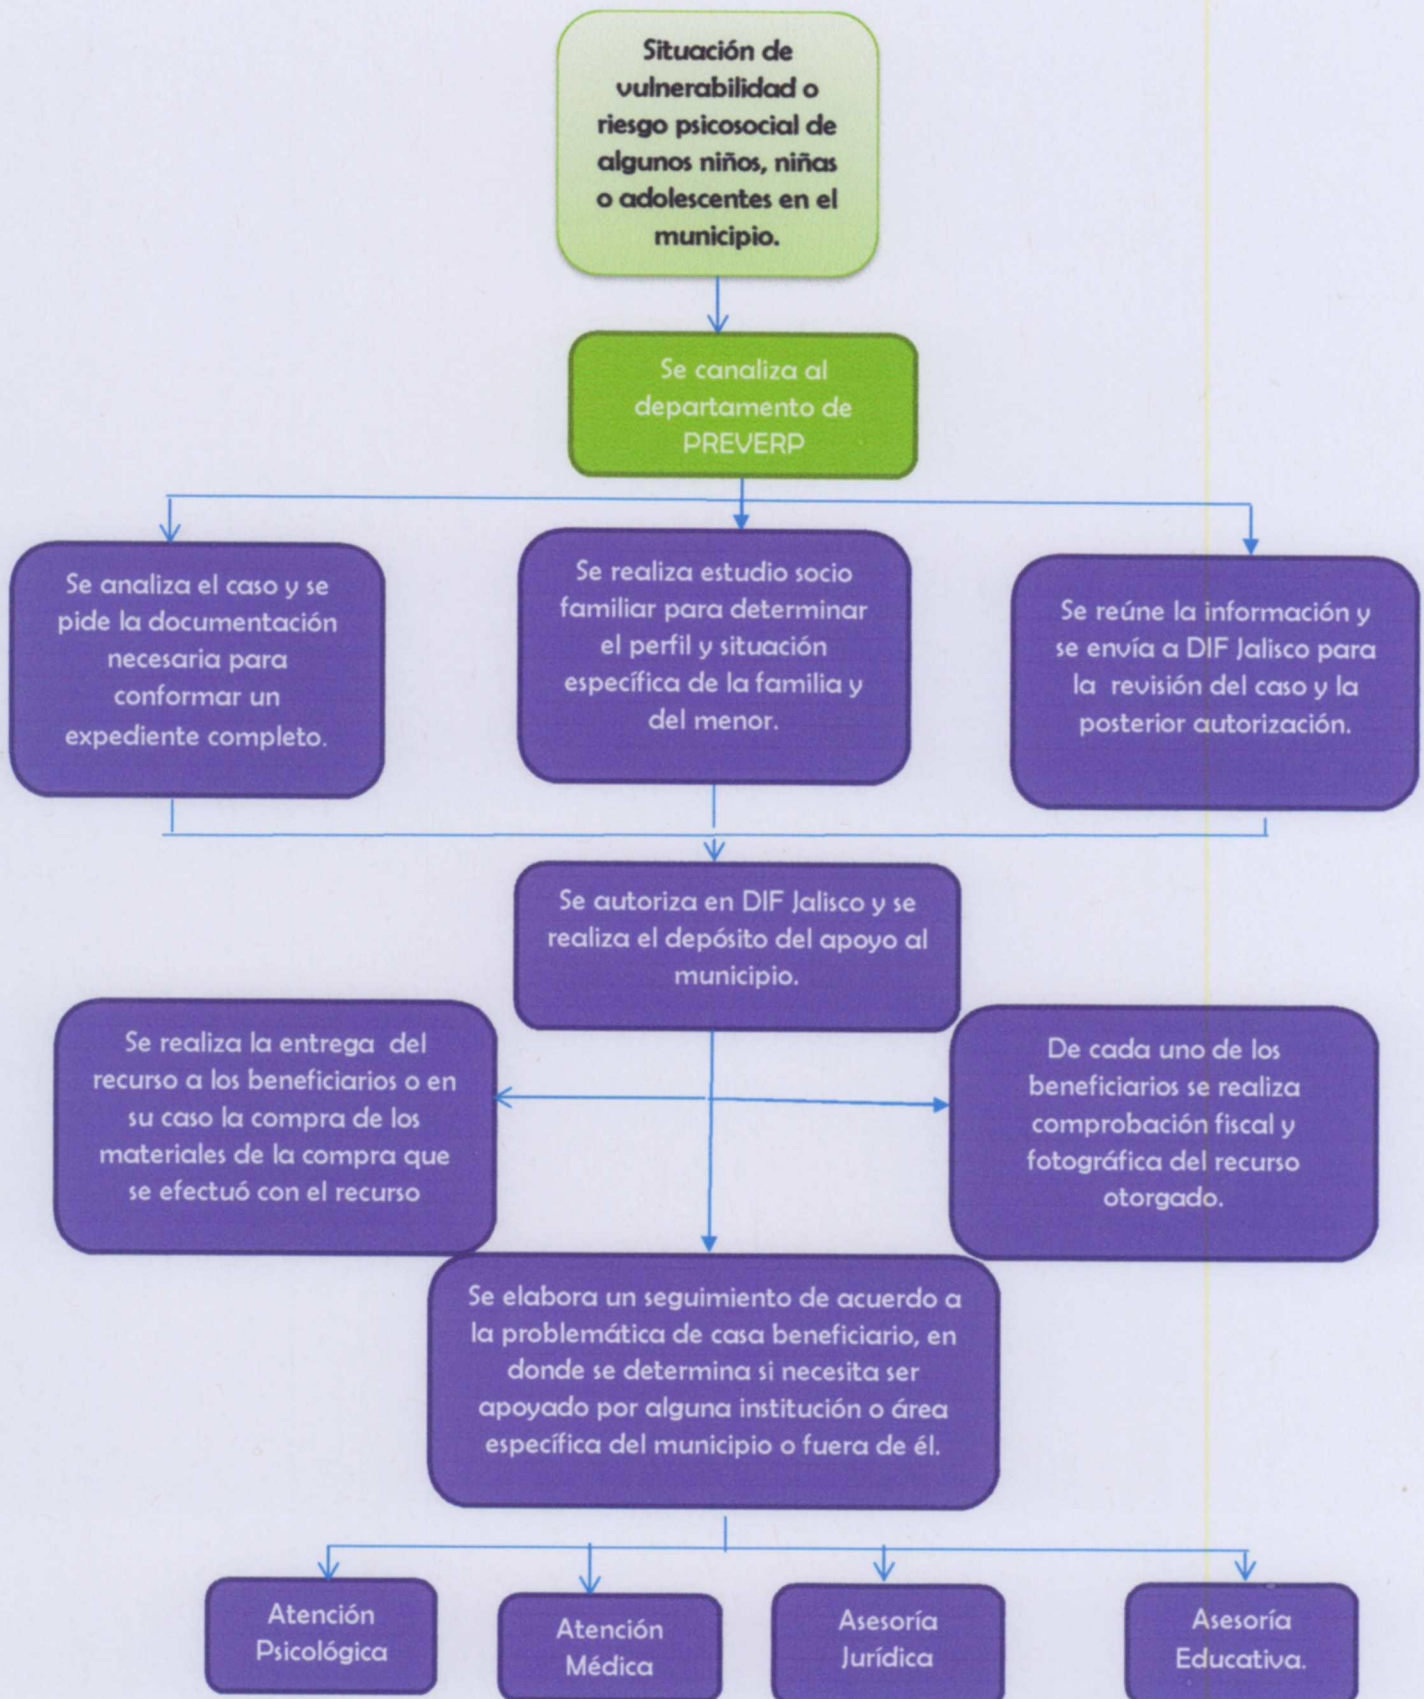 Situación de
vulnerabilidad o
riesgo psicosocial de
algunos niños, niñas
o adolescentes en el
municipio.
Se canaliza al
departamento de
PREVERP
Se analiza el caso y se
pide la documentación
necesaria para
conformar un
expediente completo.
Se realiza estudio socio
familiar para determinar
el perfil y situación
específica de la familia y
del menor.
Se reúne la información y
se envía a DIF Jalisco para
la revisión del caso y la
posterior autorización.
Se autoriza en DIF Jalisco y se
realiza el depósito del apoyo al
municipio.
Se realiza la entrega del
recurso a los beneficiarios o en
su caso la compra de los
materiales de la compra que
se efectuó con el recurso
De cada uno de los
beneficiarios se realiza
comprobación fiscal y
fotográfica del recurso
otorgado.
Se elabora un seguimiento de acuerdo a
la problemática de casa beneficiario, en
donde se determina si necesita ser
apoyado por alguna institución o área
específica del municipio o fuera de él.
Atención
Psicológica
Atención
Médica
Asesoría
Jurídica
Asesoría
Educativa.